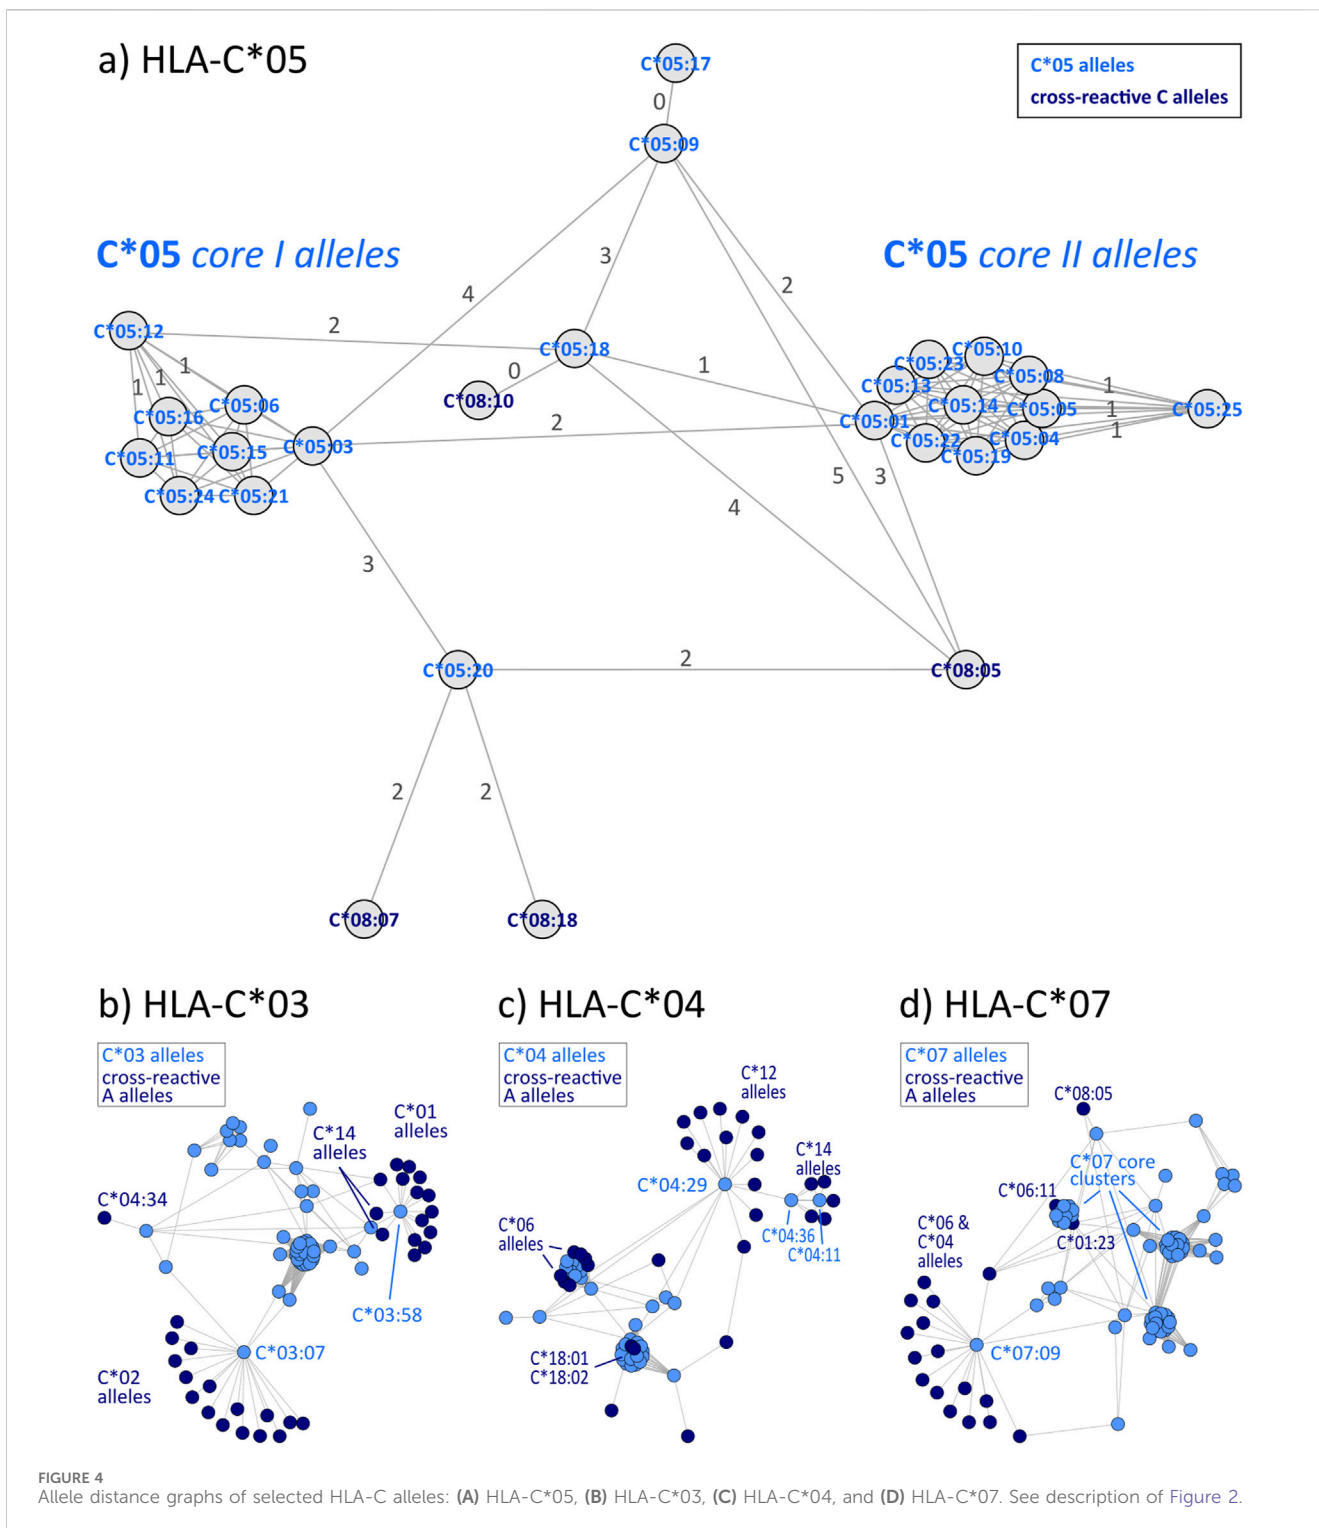 a) HLA-C*05
C*05 alleles
cross-reactive C alleles
C*05:17
0
C*05:09
C*05 core I alleles
C*05 core II alleles
3
2
4
C*05:12
2
C*05:18
1
0
C*08:10
1
1
1
C*05:06
C*05:16
C*05:03
C*05:15
C*05:11
C*05:24
C*05:21
2
C*05:10
C*05:23
C*05:08
C*05:13
C*05:14
C*05:05
C*05:01
C*05:22
C*05:04
C*05:19
1
1
1
C*05:25
5
3
4
3
C*05:20
2
C*08:05
2
2
C*08:07
C*08:18
b) HLA-C*03
C*03 alleles
cross-reactive
A alleles
C*01
alleles
C*14
alleles
C*04:34
C*03:58
C*03:07
C*02
alleles
c) HLA-C*04
C*04 alleles
cross-reactive
A alleles
C*12
alleles
C*14
alleles
C*04:29
C*04:36
C*04:11
C*06
alleles
C*18:01
C*18:02
d) HLA-C*07
C*07 alleles
cross-reactive
A alleles
C*08:05
C*07 core
clusters
C*06:11
C*01:23
C*06 &
C*04
alleles
C*07:09
FIGURE 4
Allele distance graphs of selected HLA-C alleles: (A) HLA-C*05, (B) HLA-C*03, (C) HLA-C*04, and (D) HLA-C*07. See description of Figure 2.